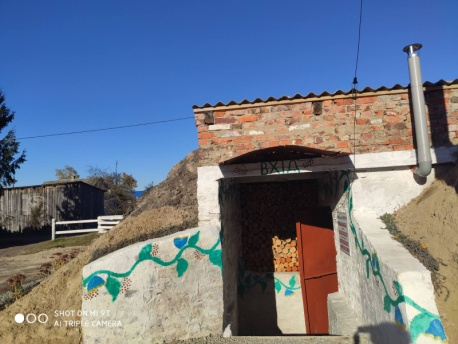 ВХІД
SHOT ON MI 9T
AI TRIPLE CAMERA